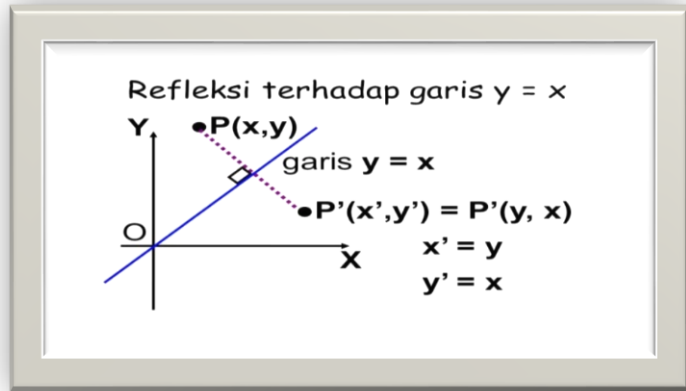 Refleksi terhadap garis y = x
Y
P(x,y)
garis y = x
P’(x’,y’) = P’(y, x)
O
X
x’ = y
y’ = x